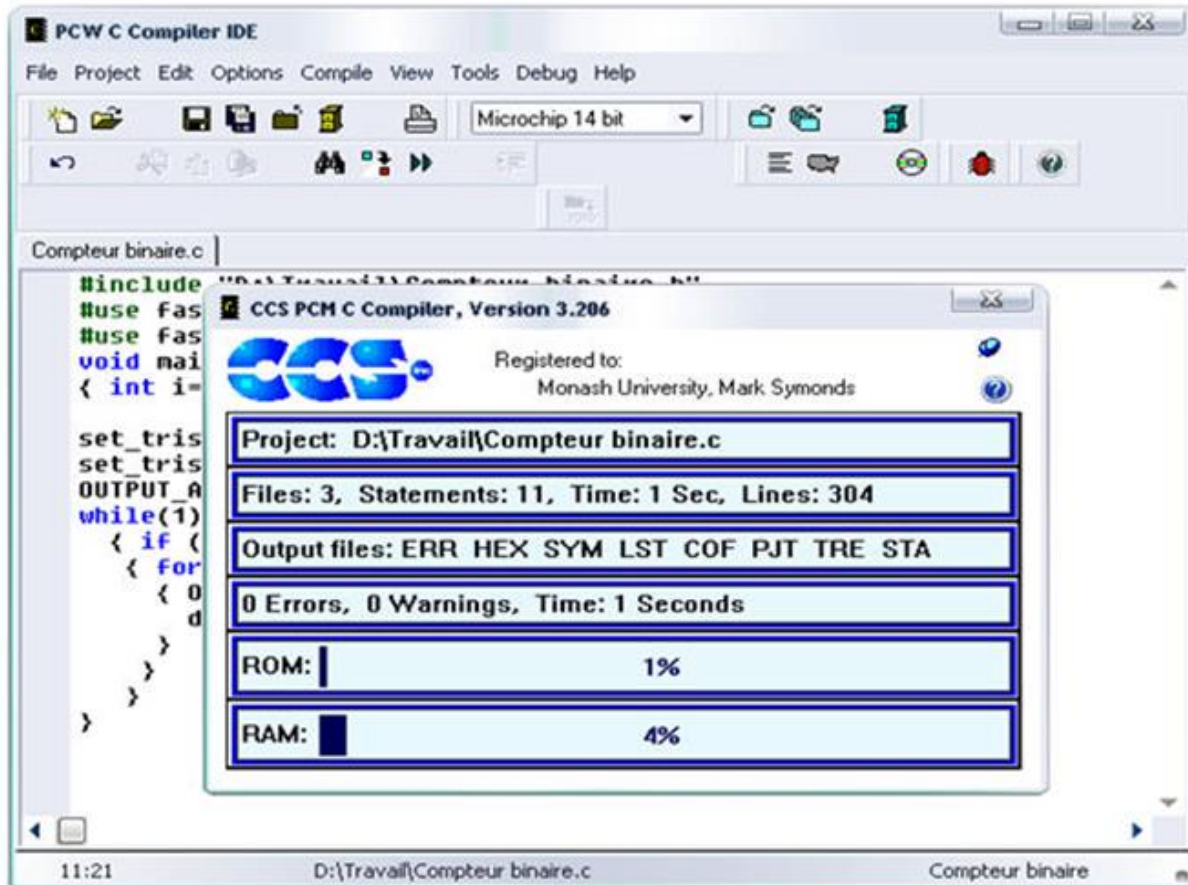 PCW C Compiler IDE
File Project Edit Options Compile View Tools Debug Help
Microchip 14 bit
Compteur binaire.c
#include "D:\Travail\Compteur binaire.h"
#use fas
#use fas
void mai
{ int i=
set_tris
set_tris
OUTPUT_A
while(1)
{ if (
{ for
{ O
d
}
}
}
}
CCS PCM C Compiler, Version 3.206
CCS
Registered to:
Monash University, Mark Symonds
Project: D:\Travail\Compteur binaire.c
Files: 3, Statements: 11, Time: 1 Sec, Lines: 304
Output files: ERR HEX SYM LST COF PJT TRE STA
0 Errors, 0 Warnings, Time: 1 Seconds
ROM: 1%
RAM: 4%
11:21 D:\Travail\Compteur binaire.c Compteur binaire